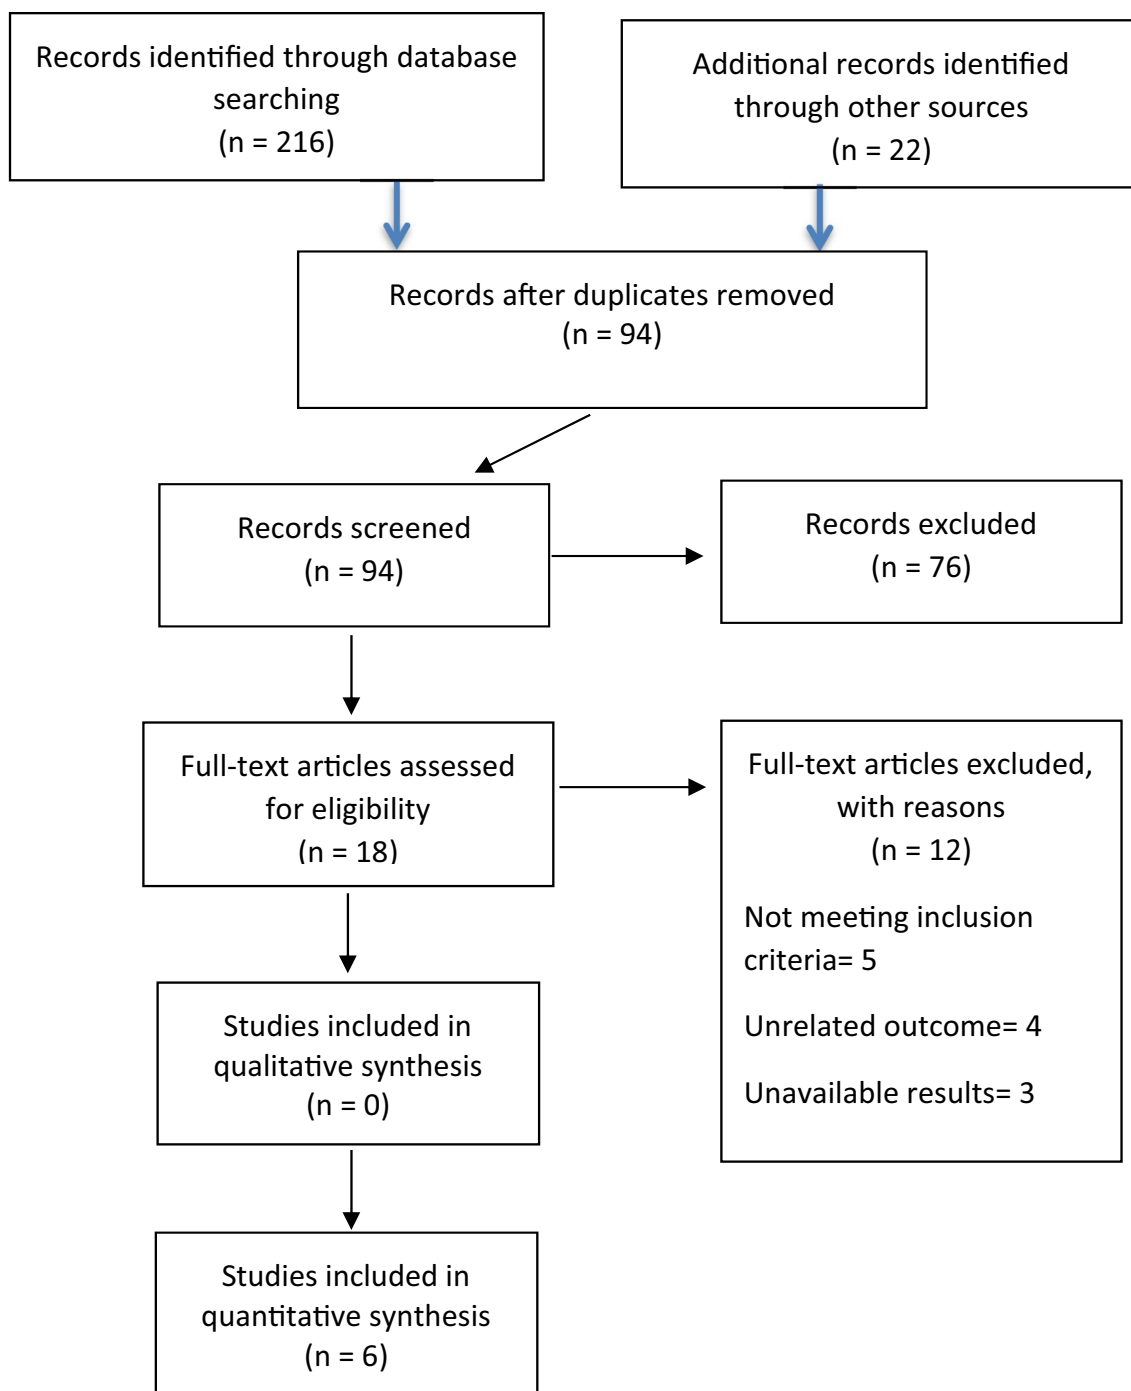 Records identified through database
searching
(n = 216)
Additional records identified
through other sources
(n = 22)
Records after duplicates removed
(n = 94)
Records screened
(n = 94)
Records excluded
(n = 76)
Full-text articles assessed
for eligibility
(n = 18)
Full-text articles excluded,
with reasons
(n = 12)
Not meeting inclusion
criteria= 5
Unrelated outcome= 4
Unavailable results= 3
Studies included in
qualitative synthesis
(n = 0)
Studies included in
quantitative synthesis
(n = 6)